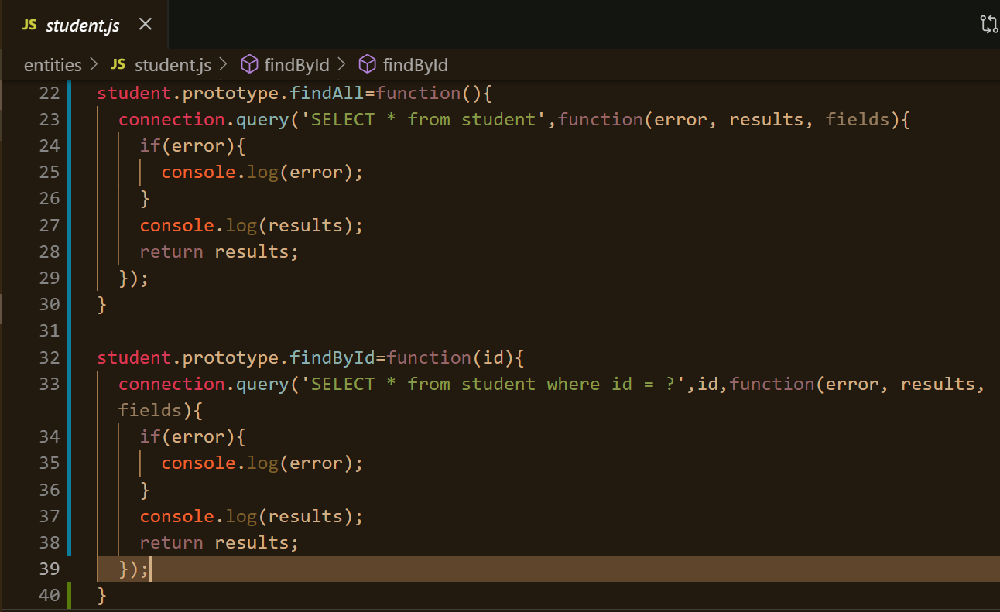 JS student.js
entities > JS student.js > findById > findById
22 student.prototype.findAll=function(){
23 connection.query('SELECT * from student',function(error, results, fields){
24 if(error){
25 console.log(error);
26 }
27 console.log(results);
28 return results;
29 });
30 }
31
32 student.prototype.findById=function(id){
33 connection.query('SELECT * from student where id = ?',id,function(error, results,
fields){
34 if(error){
35 console.log(error);
36 }
37 console.log(results);
38 return results;
39 });
40 }